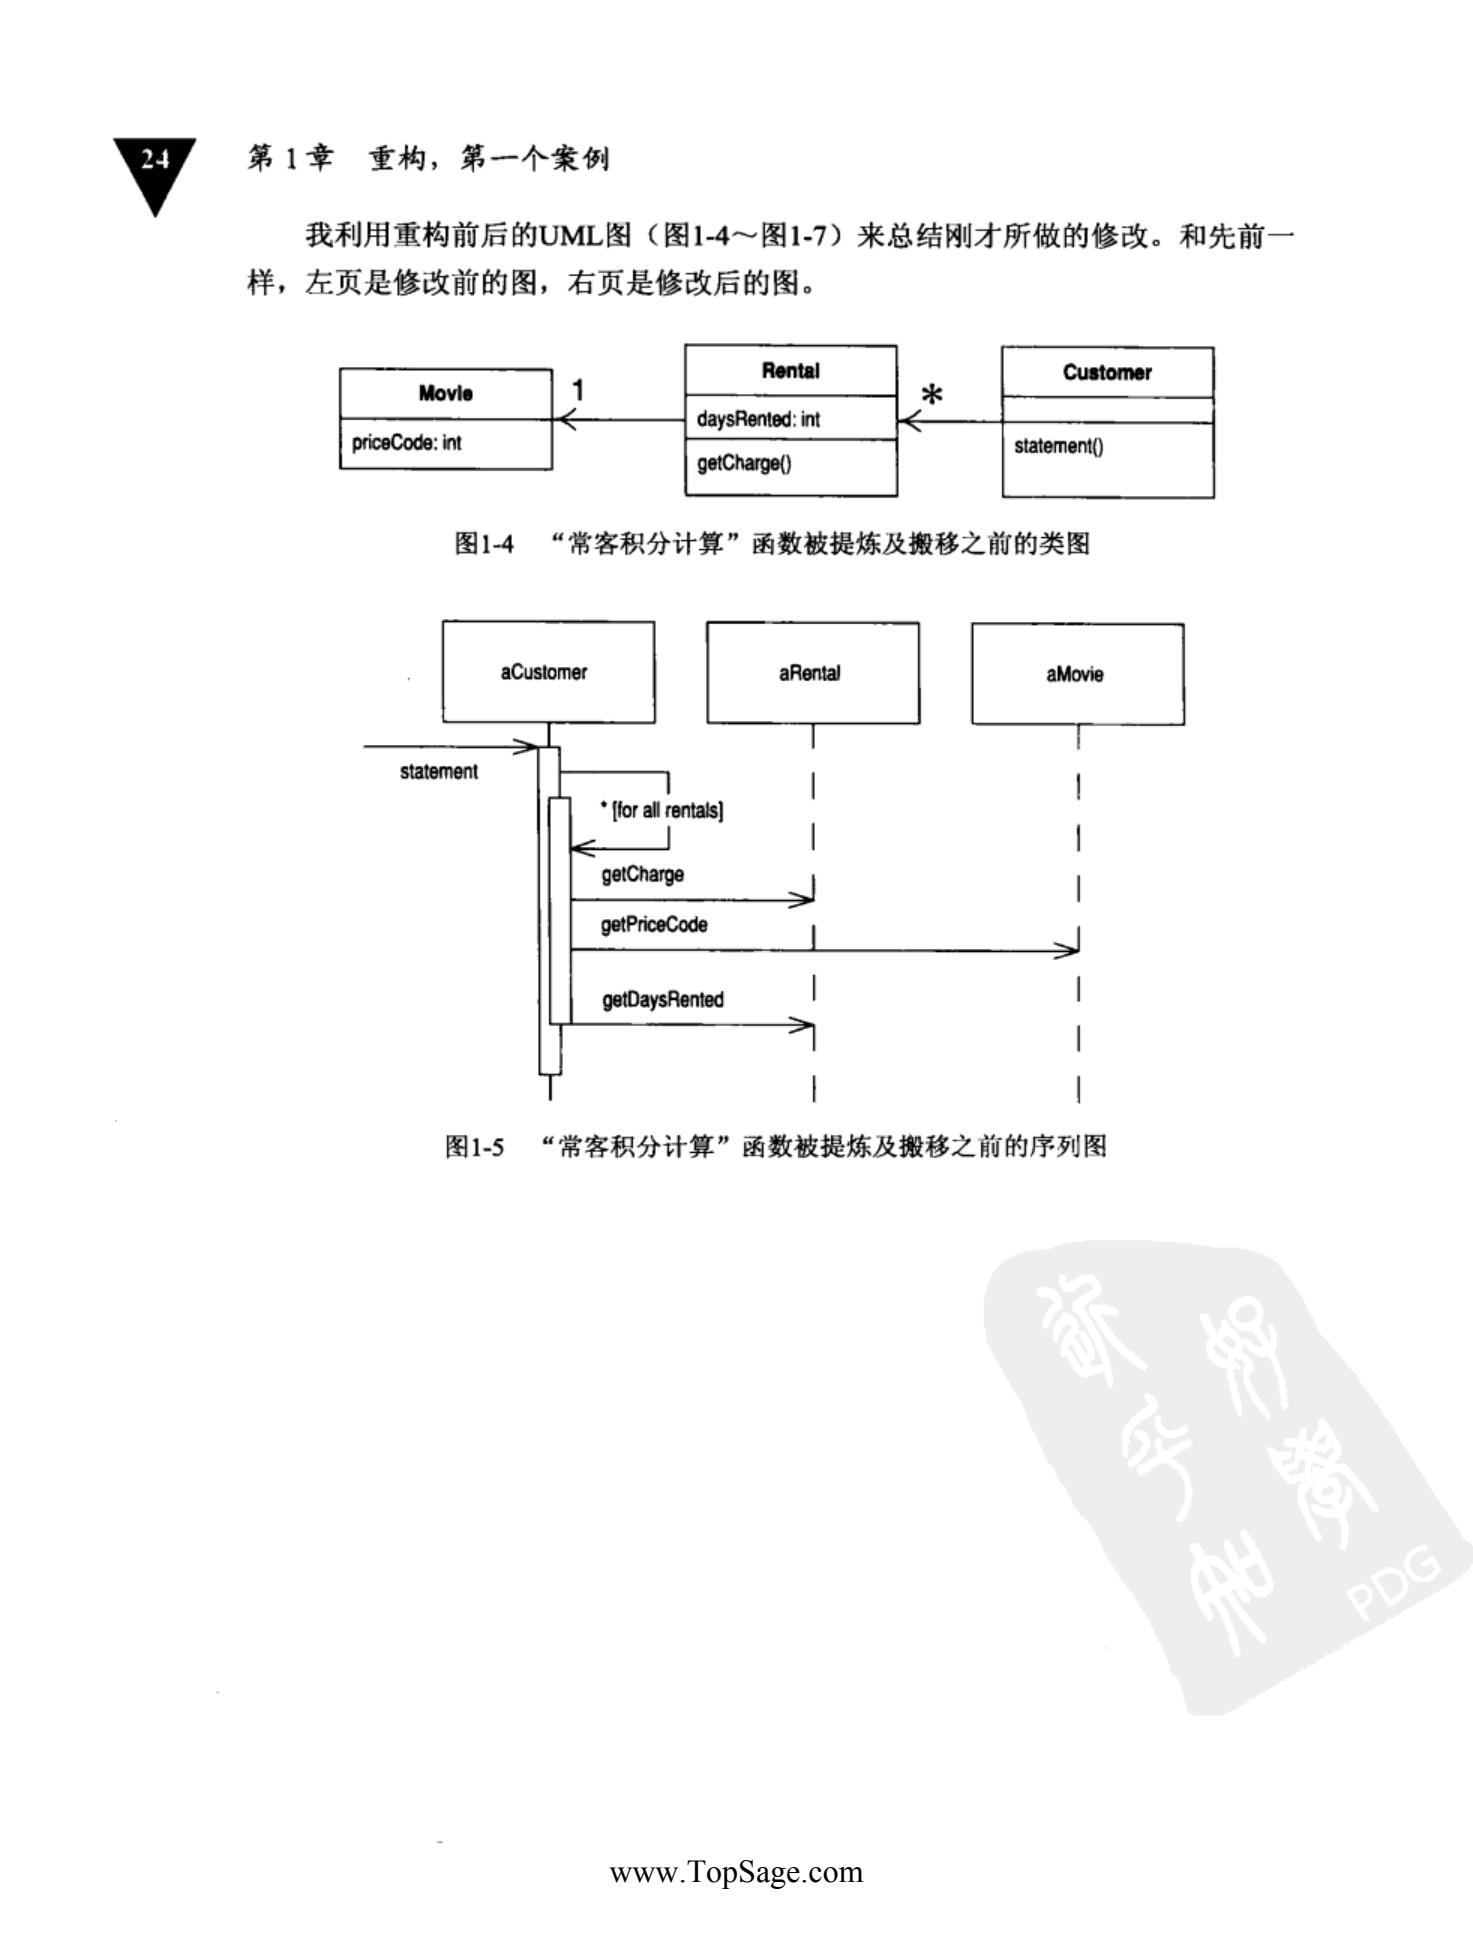 24
第1章 重构，第一个案例
我利用重构前后的UML图（图1-4～图1-7）来总结刚才所做的修改。和先前一
样，左页是修改前的图，右页是修改后的图。
Movie
priceCode: int
1
Rental
daysRented: int
getCharge()
*
Customer
statement()
图1-4 “常客积分计算”函数被提炼及搬移之前的类图
aCustomer
aRental
aMovie
statement
* [for all rentals]
getCharge
getPriceCode
getDaysRented
图1-5 “常客积分计算”函数被提炼及搬移之前的序列图
PDG
www.TopSage.com